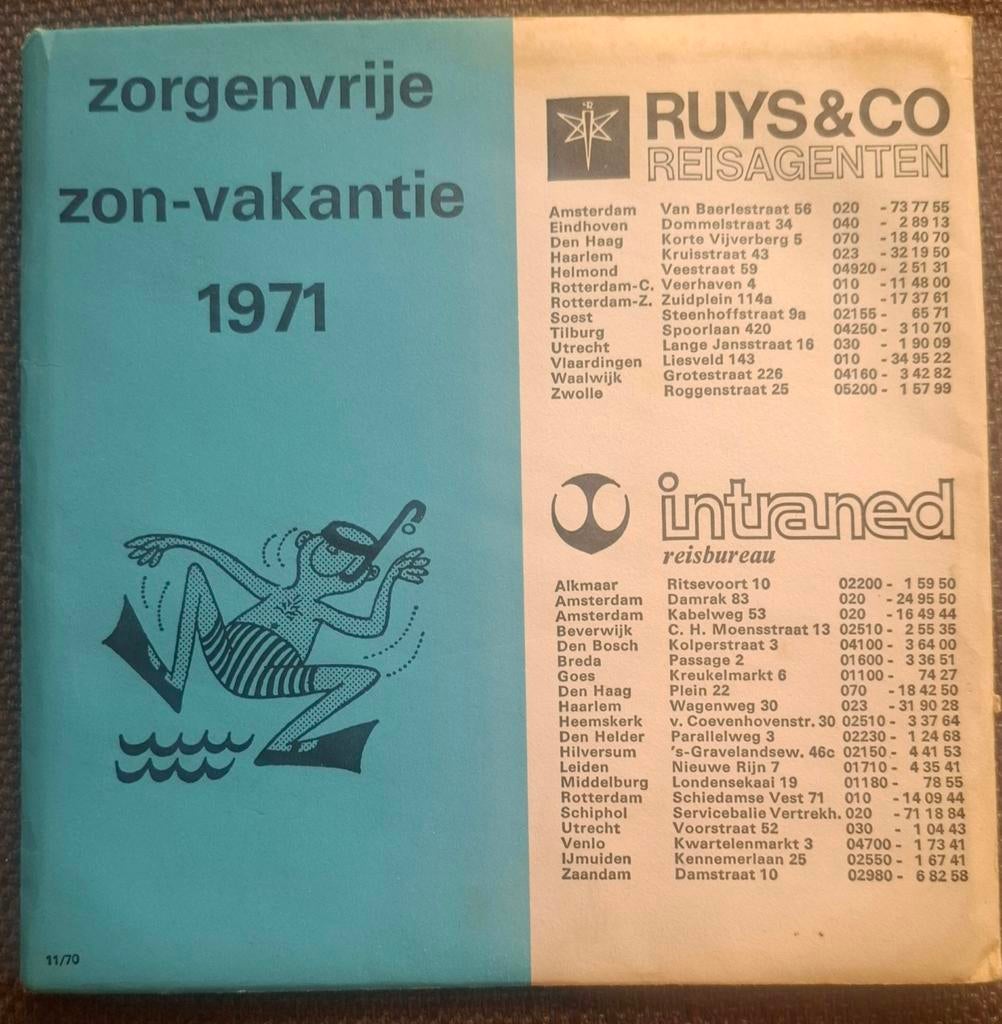 zorgenvrije
zon-vakantie
1971
11/70
RUYS & CO
REISAGENTEN
Amsterdam Van Baerlestraat 56 020 - 73 77 55
Eindhoven Dommelstraat 34 040 - 2 89 13
Den Haag Korte Vijverberg 5 070 - 18 40 70
Haarlem Kruisstraat 43 023 - 32 19 50
Helmond Veestraat 59 04920 - 2 51 31
Rotterdam-C. Veerhaven 4 010 - 11 48 00
Rotterdam-Z. Zuidplein 114a 010 - 17 37 61
Soest Steenhoffstraat 9a 02155 - 65 71
Tilburg Spoorlaan 420 04250 - 3 10 70
Utrecht Lange Jansstraat 16 030 - 1 90 09
Vlaardingen Liesveld 143 010 - 34 95 22
Waalwijk Grotestraat 226 04160 - 3 42 82
Zwolle Roggenstraat 25 05200 - 1 57 99
intraned
reisbureau
Alkmaar Ritsevoort 10 02200 - 1 59 50
Amsterdam Damrak 83 020 - 24 95 50
Amsterdam Kabelweg 53 020 - 16 49 44
Beverwijk C. H. Moensstraat 13 02510 - 2 55 35
Den Bosch Kolperstraat 3 04100 - 3 64 00
Breda Passage 2 01600 - 3 36 51
Goes Kreukelmarkt 6 01100 - 74 27
Den Haag Plein 22 070 - 18 42 50
Haarlem Wagenweg 30 023 - 31 90 28
Heemskerk v. Coevenhovenstr. 30 02510 - 3 37 64
Den Helder Parallelweg 3 02230 - 1 24 68
Hilversum 's-Gravelandsew. 46c 02150 - 4 41 53
Leiden Nieuwe Rijn 7 01710 - 4 35 41
Middelburg Londensekaai 19 01180 - 78 55
Rotterdam Schiedamse Vest 71 010 - 14 09 44
Schiphol Servicebalie Vertrekh. 020 - 71 18 84
Utrecht Voorstraat 52 030 - 1 04 43
Venlo Kwartelenmarkt 3 04700 - 1 73 41
IJmuiden Kennemerlaan 25 02550 - 1 67 41
Zaandam Damstraat 10 02980 - 6 82 58